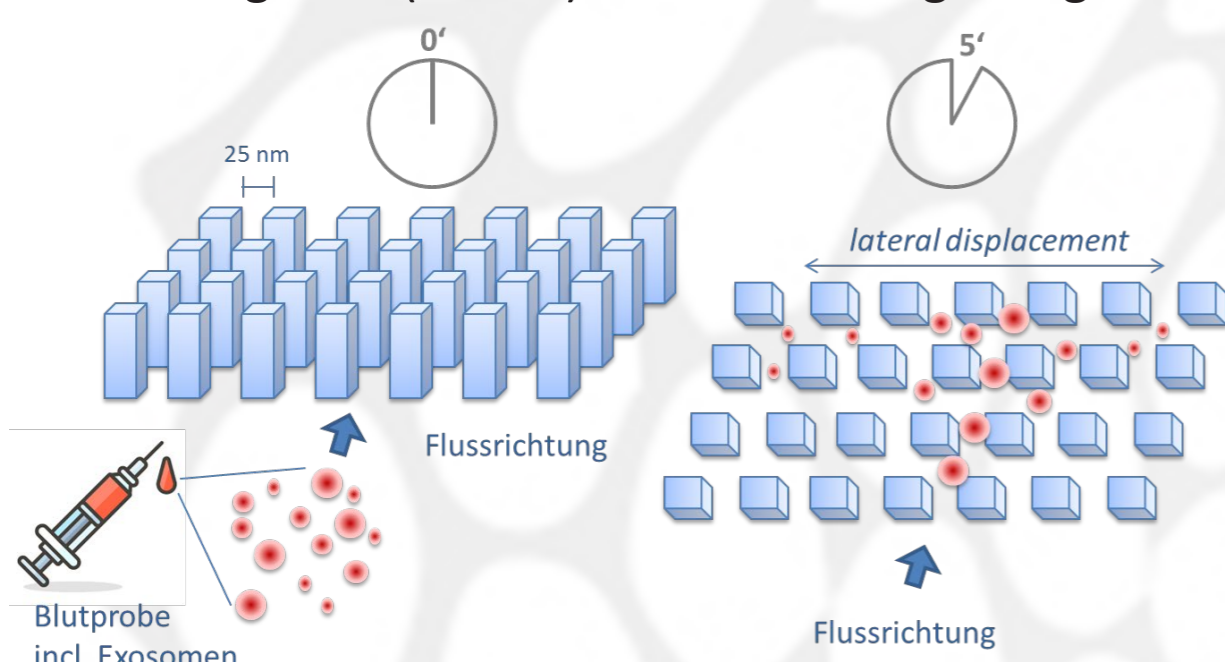 0‘
5‘
25 nm
lateral displacement
Flussrichtung
Blutprobe
incl. Exosomen
Flussrichtung